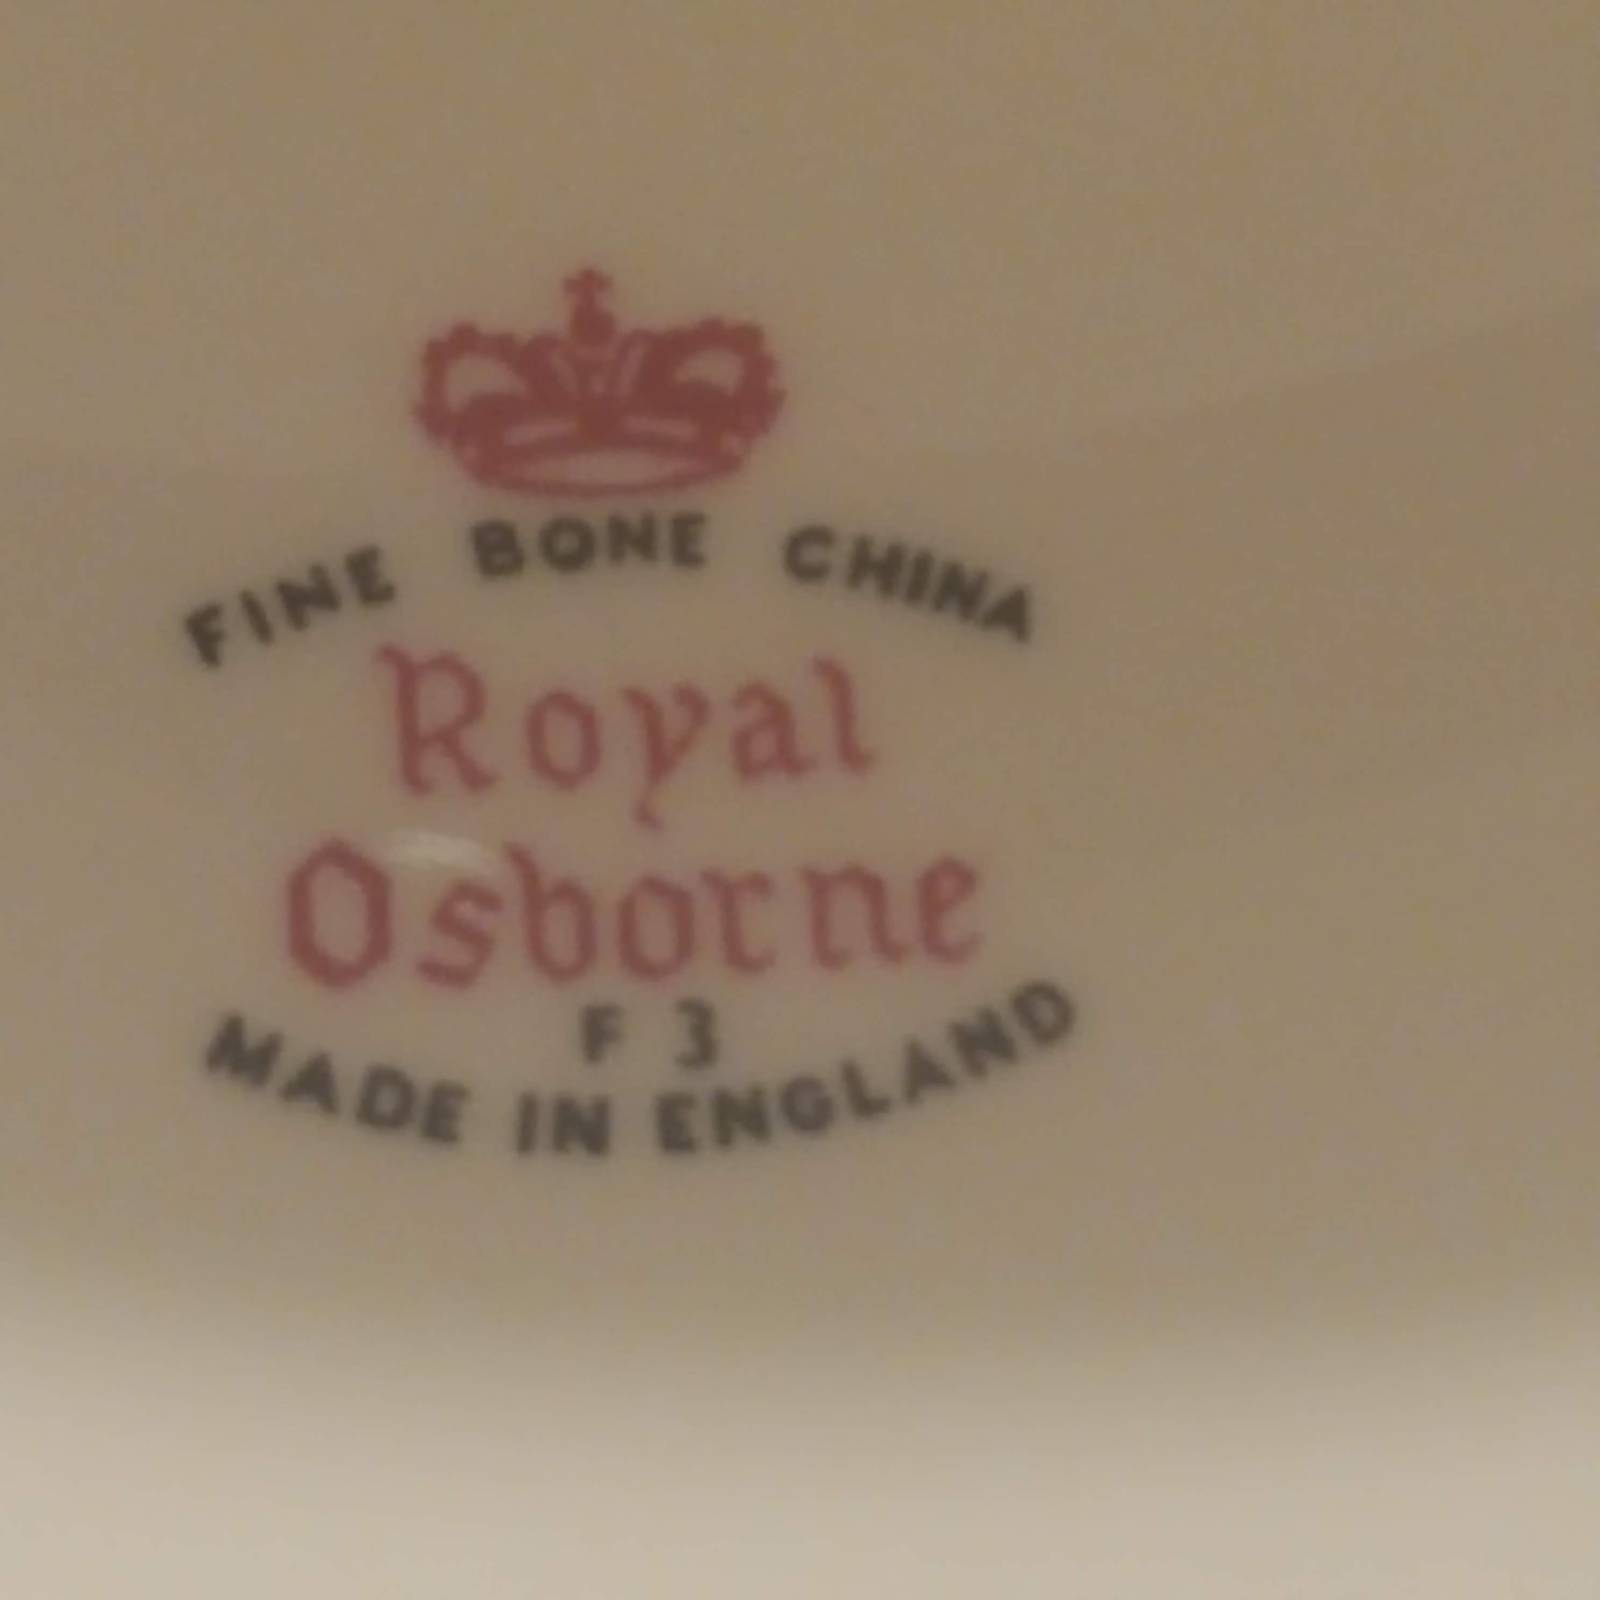 FINE BONE CHINA
Royal
Osborne
F 3
MADE IN ENGLAND